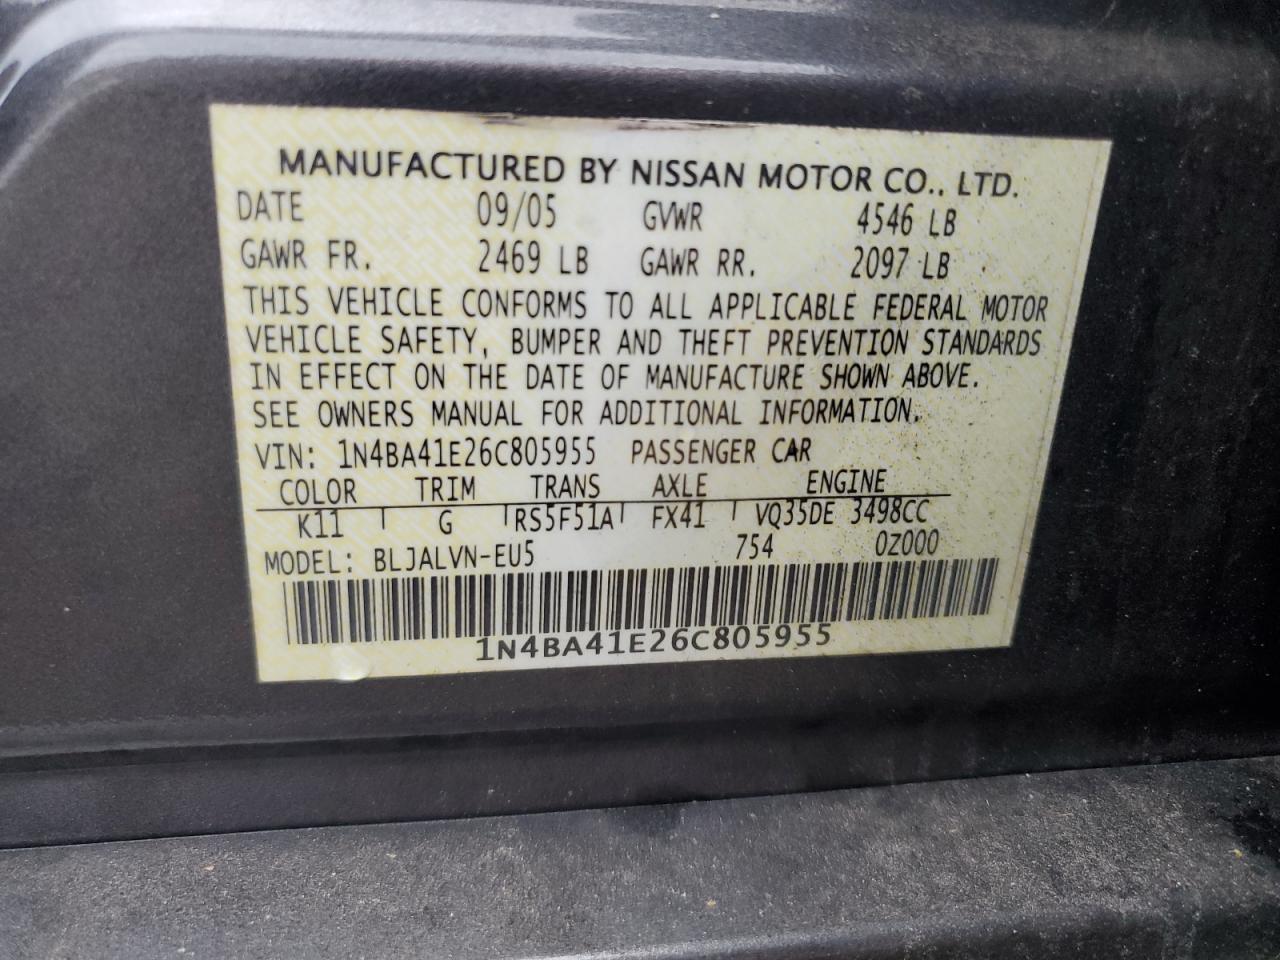 MANUFACTURED BY NISSAN MOTOR CO., LTD.
DATE 09/05 GVWR 4546 LB
GAWR FR. 2469 LB GAWR RR. 2097 LB
THIS VEHICLE CONFORMS TO ALL APPLICABLE FEDERAL MOTOR
VEHICLE SAFETY, BUMPER AND THEFT PREVENTION STANDARDS
IN EFFECT ON THE DATE OF MANUFACTURE SHOWN ABOVE.
SEE OWNERS MANUAL FOR ADDITIONAL INFORMATION.
VIN: 1N4BA41E26C805955 PASSENGER CAR
COLOR TRIM TRANS AXLE ENGINE
K11 G RS5F51A FX41 VQ35DE 3498CC
MODEL: BLJALVN-EU5 754 0Z000
1N4BA41E26C805955